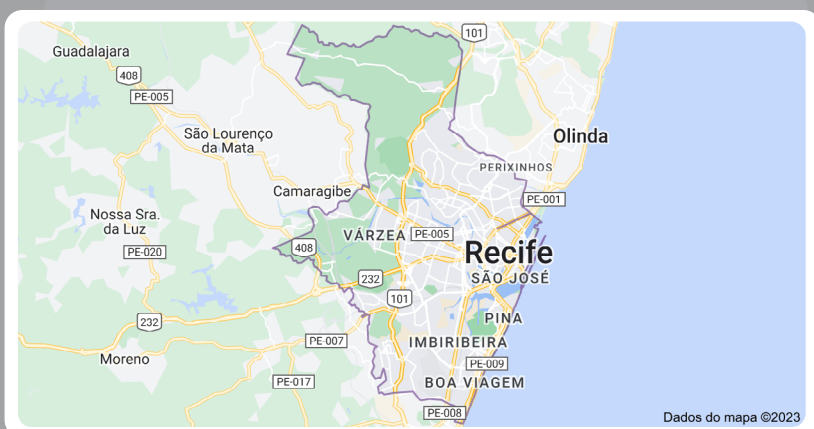 101
Guadalajara
408
PE-005
São Lourenço
da Mata
Olinda
PERIXINHOS
Camaragibe
PE-001
Nossa Sra.
da Luz
VÁRZEA
PE-005
408
PE-020
Recife
SÃO JOSÉ
232
101
PINA
232
PE-007
IMBIRIBEIRA
Moreno
PE-009
PE-017
BOA VIAGEM
PE-008
Dados do mapa ©2023